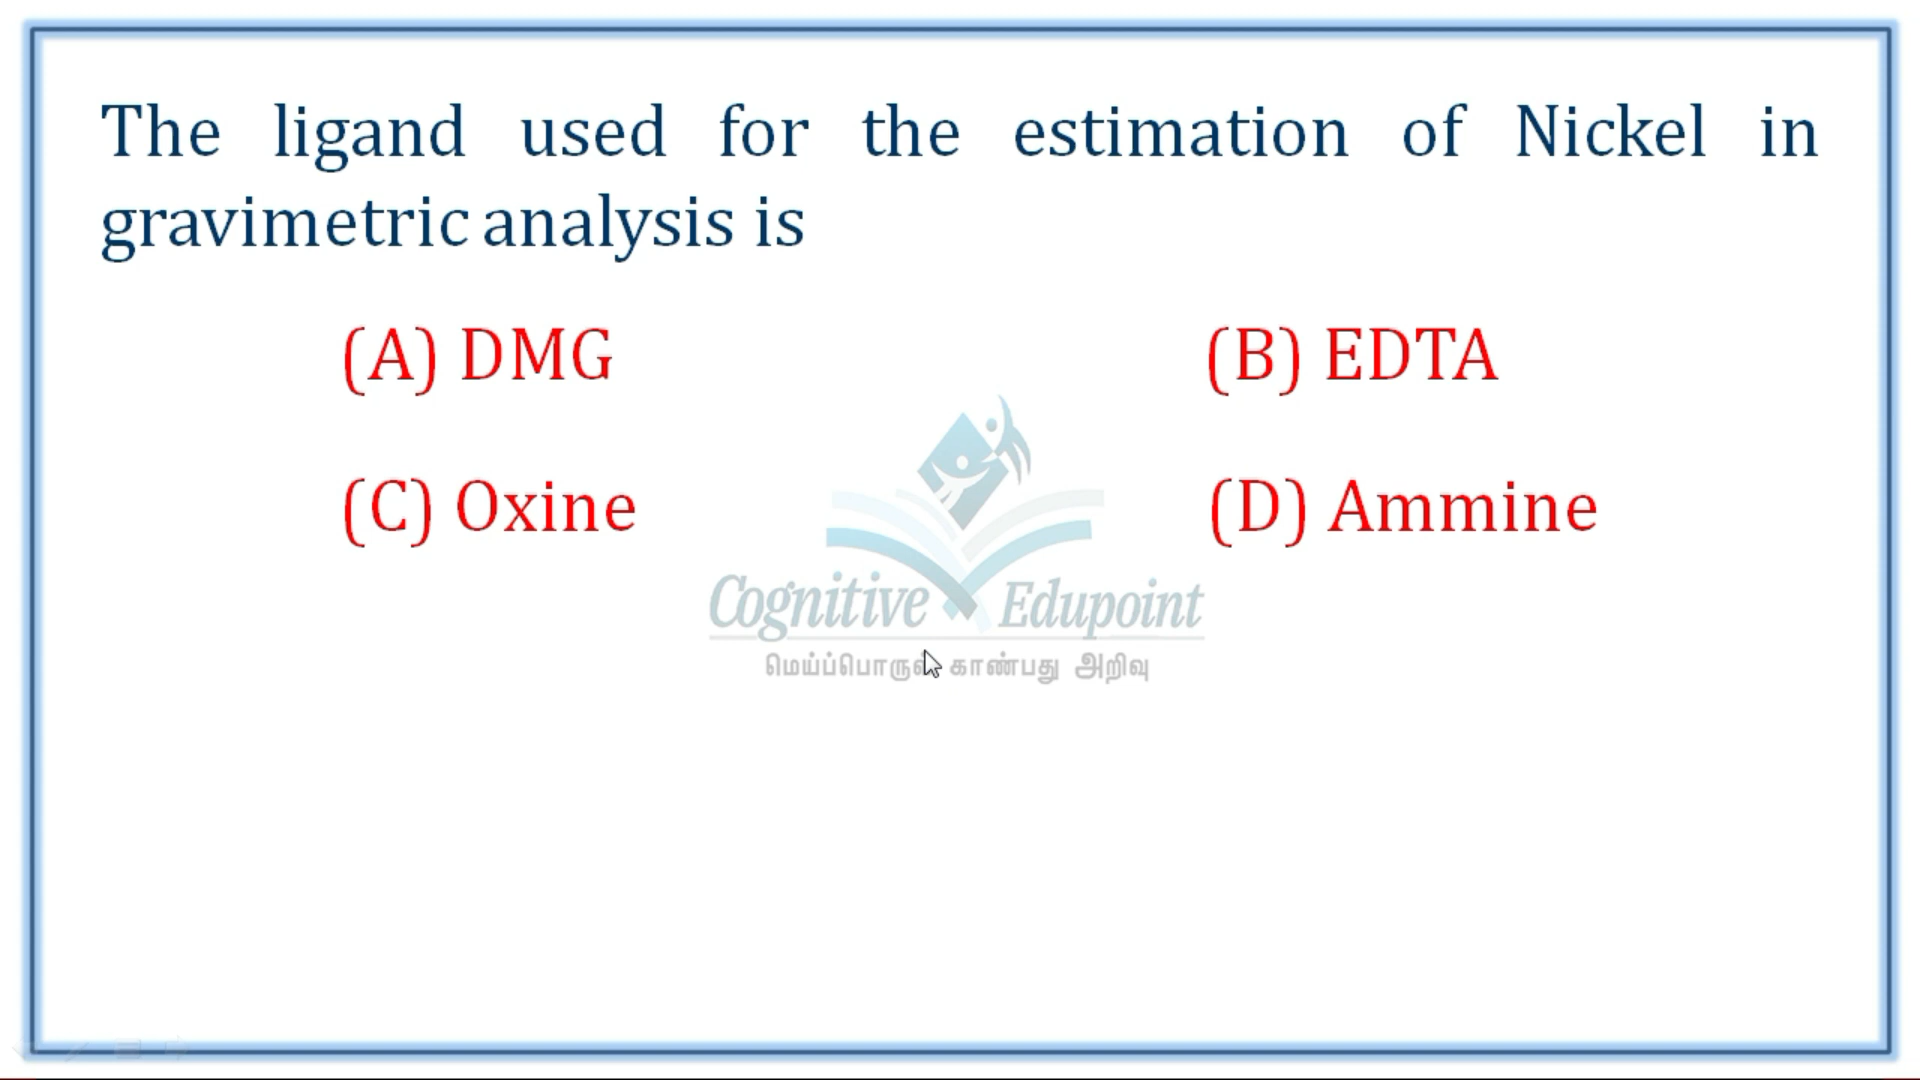 The ligand used for the estimation of Nickel in
gravimetric analysis is
(A) DMG (B) EDTA
(C) Oxine (D) Ammine
Cognitive Edupoint
மெய்ப்பொருள் காண்பது அறிவு